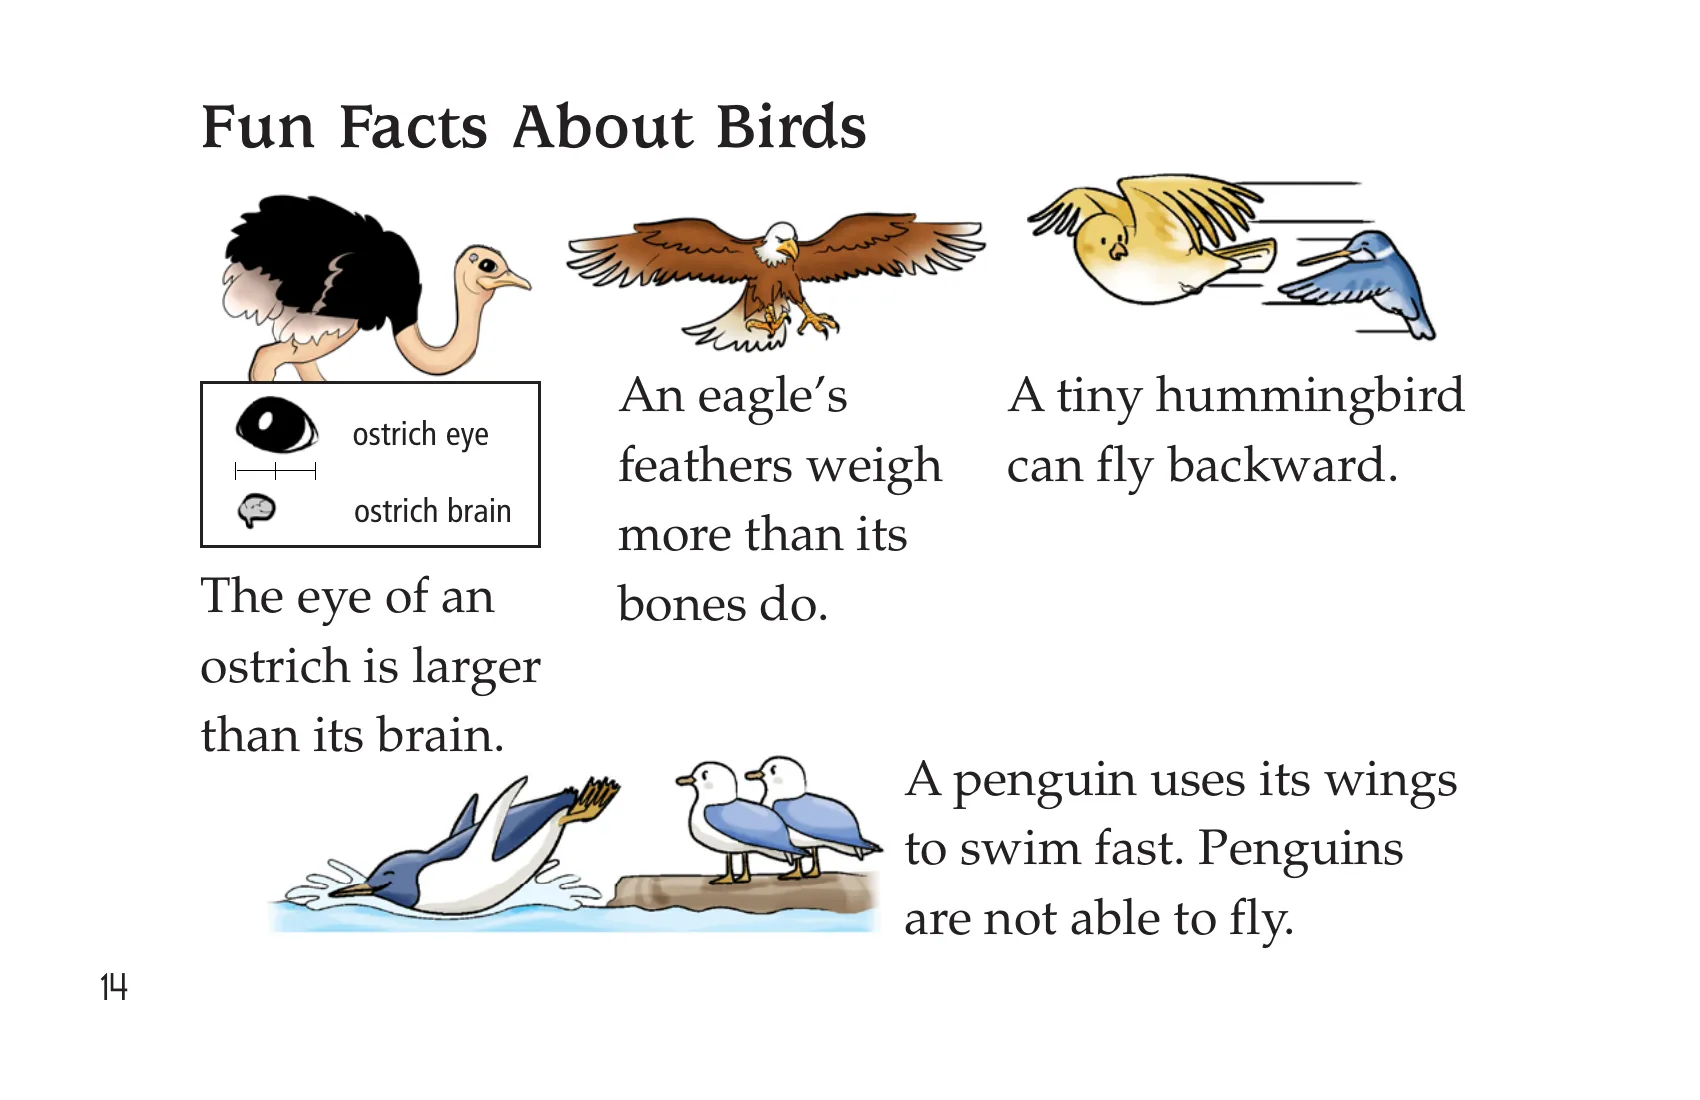 Fun Facts About Birds
ostrich eye
ostrich brain
The eye of an
ostrich is larger
than its brain.
An eagle’s
feathers weigh
more than its
bones do.
A tiny hummingbird
can fly backward.
A penguin uses its wings
to swim fast. Penguins
are not able to fly.
14